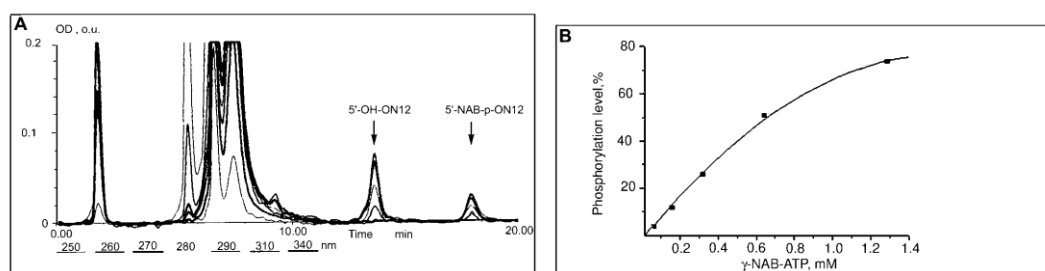 A
OD , o.u.
0.2
5'-OH-ON12
5'-NAB-p-ON12
0.1
0
0.00
10.00
Time min
20.00
250 260 270 280 290 310 340 nm
B
Phosphorylation level,%
80
60
40
20
0.2 0.4 0.6 0.8 1.0 1.2 1.4
γ-NAB-ATP, mM